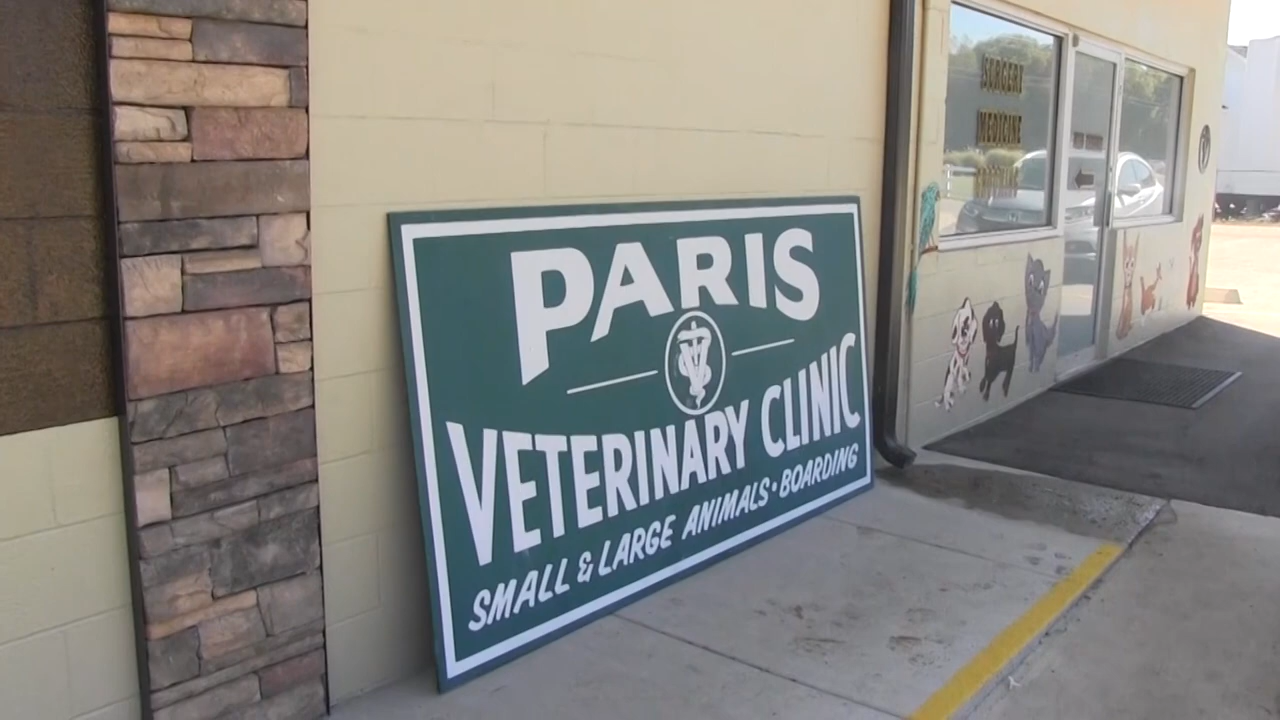 PARIS
VETERINARY CLINIC
SMALL & LARGE ANIMALS · BOARDING
SURGERY
MEDICINE